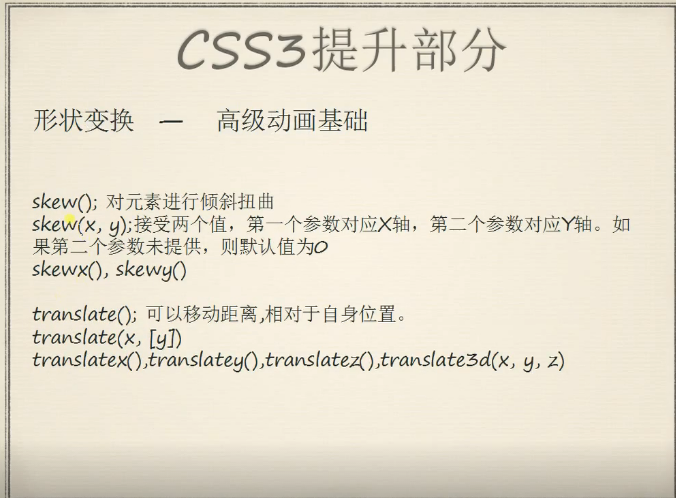 CSS3提升部分
形状变换 — 高级动画基础
skew(); 对元素进行倾斜扭曲
skew(x, y);接受两个值，第一个参数对应X轴，第二个参数对应Y轴。如
果第二个参数未提供，则默认值为0
skewx(), skewy()
translate(); 可以移动距离,相对于自身位置。
translate(x, [y])
translatex(),translatey(),translatez(),translate3d(x, y, z)